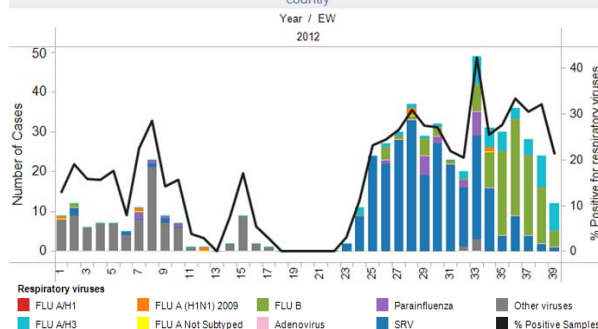 country
Year / EW
2012
Number of Cases
50
40
30
20
10
0
% Positive for respiratory viruses
40
30
20
10
0
1 3 5 7 9 11 13 15 17 19 21 23 25 27 29 31 33 35 37 39
Respiratory viruses
FLU A/H1 FLU A (H1N1) 2009 FLU B Parainfluenza Other viruses
FLU A/H3 FLU A Not Subtyped Adenovirus SRV % Positive Samples